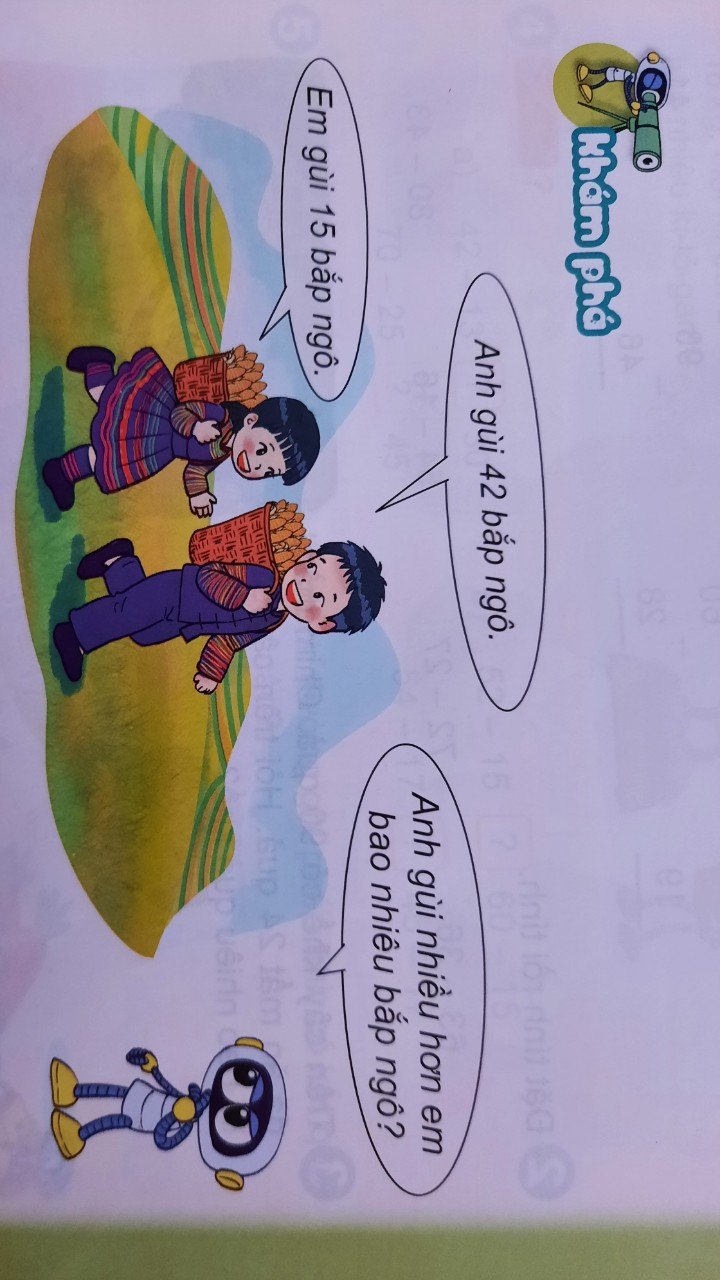 Khám phá
Em gùi 15 bắp ngô.
Anh gùi 42 bắp ngô.
Anh gùi nhiều hơn em
bao nhiêu bắp ngô?